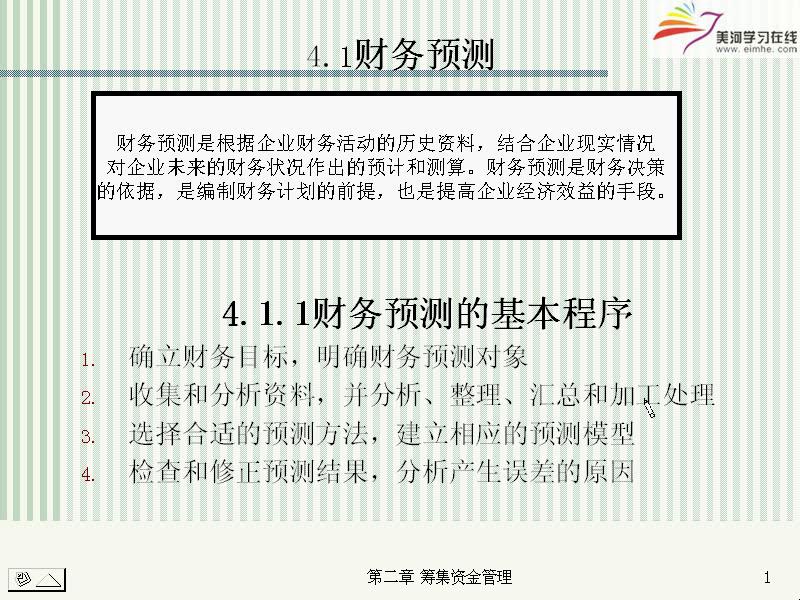 美河学习在线
www.eimhe.com
4.1财务预测
财务预测是根据企业财务活动的历史资料，结合企业现实情况
对企业未来的财务状况作出的预计和测算。财务预测是财务决策
的依据，是编制财务计划的前提，也是提高企业经济效益的手段。
4.1.1财务预测的基本程序
1. 确立财务目标，明确财务预测对象
2. 收集和分析资料，并分析、整理、汇总和加工处理
3. 选择合适的预测方法，建立相应的预测模型
4. 检查和修正预测结果，分析产生误差的原因
第二章 筹集资金管理
1